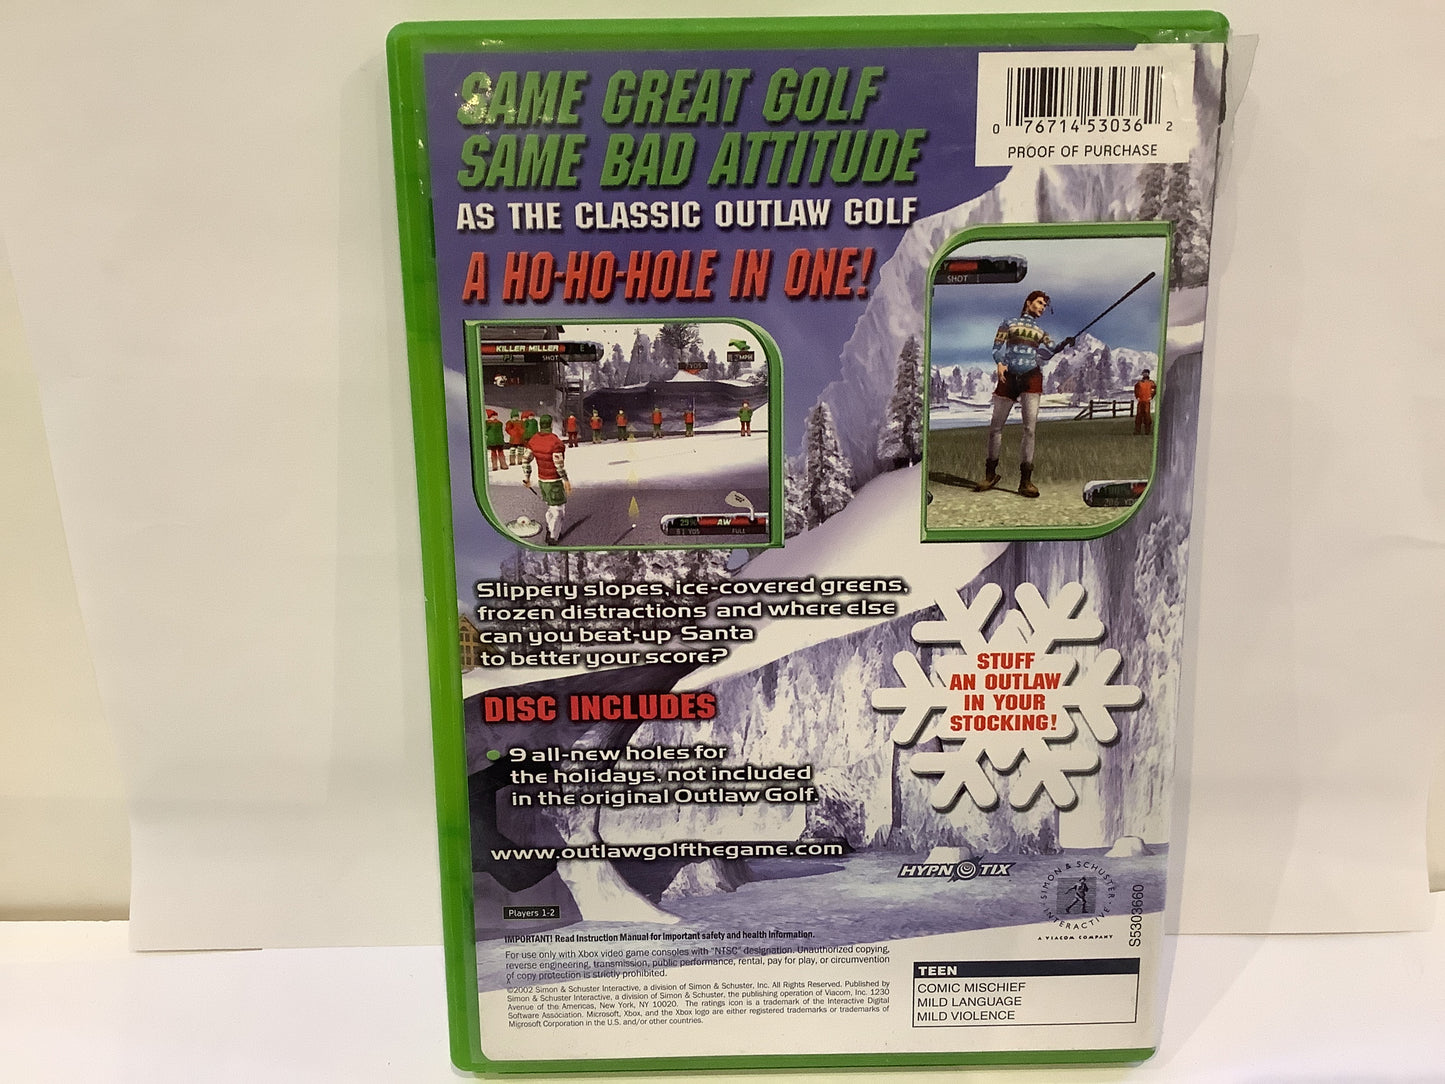 SAME GREAT GOLF
SAME BAD ATTITUDE
AS THE CLASSIC OUTLAW GOLF
A HO-HO-HOLE IN ONE!
0 76714 53036 2
PROOF OF PURCHASE
KILLER MILLER
SHOT
29%
AW
FULL
SHOT
Slippery slopes, ice-covered greens,
frozen distractions and where else
can you beat-up Santa
to better your score?
STUFF
AN OUTLAW
IN YOUR
STOCKING!
DISC INCLUDES
• 9 all-new holes for
the holidays, not included
in the original Outlaw Golf.
www.outlawgolfthegame.com
HYPNOTIX
SIMON & SCHUSTER
INTERACTIVE
A VIACOM COMPANY
S5303660
Players 1-2
IMPORTANT! Read Instruction Manual for important safety and health information.
For use only with Xbox video game consoles with "NTSC" designation. Unauthorized copying,
reverse engineering, transmission, public performance, rental, pay for play, or circumvention
of copy protection is strictly prohibited.
©2002 Simon & Schuster Interactive, a division of Simon & Schuster, Inc. All Rights Reserved. Published by
Simon & Schuster Interactive, a division of Simon & Schuster, the publishing operation of Viacom, Inc. 1230
Avenue of the Americas, New York, NY 10020. The ratings icon is a trademark of the Interactive Digital
Software Association. Microsoft, Xbox, and the Xbox logo are either registered trademarks or trademarks of
Microsoft Corporation in the U.S. and/or other countries.
TEEN
COMIC MISCHIEF
MILD LANGUAGE
MILD VIOLENCE